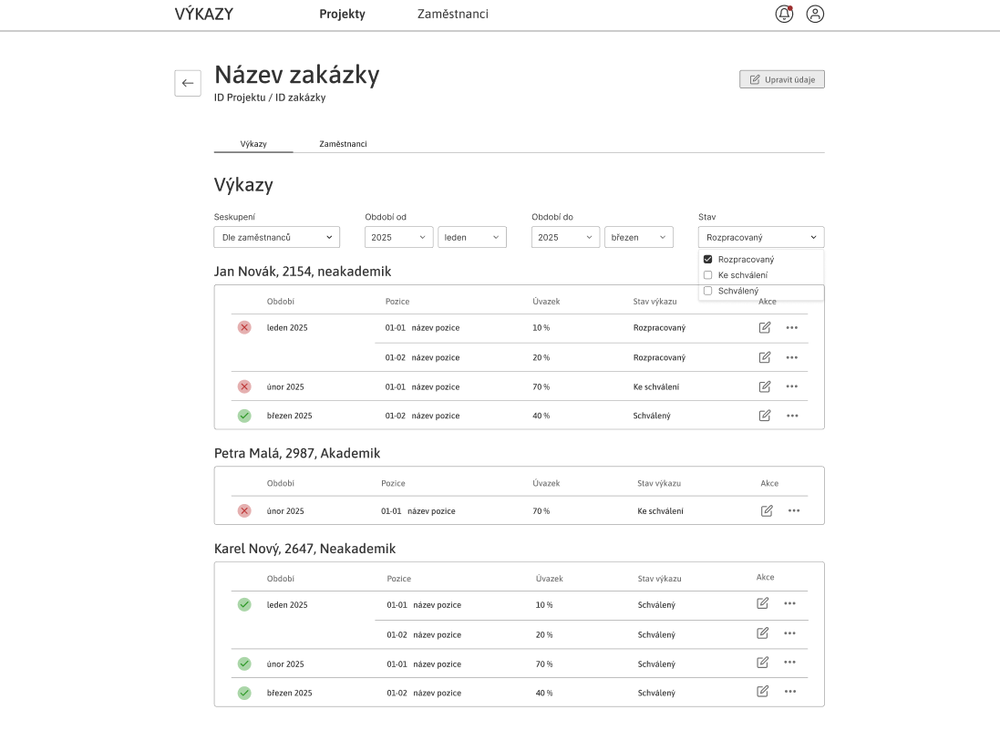 VÝKAZY Projekty Zaměstnanci
Název zakázky
ID Projektu / ID zakázky
Upravit údaje
Výkazy Zaměstnanci
Výkazy
Seskupení Období od Období do Stav
Dle zaměstnanců 2025 leden 2025 březen Rozpracovaný
Rozpracovaný
Ke schválení
Schválený
Jan Novák, 2154, neakademik
Období Pozice Úvazek Stav výkazu Akce
leden 2025 01-01 název pozice 10 % Rozpracovaný
01-02 název pozice 20 % Rozpracovaný
únor 2025 01-01 název pozice 70 % Ke schválení
březen 2025 01-02 název pozice 40 % Schválený
Petra Malá, 2987, Akademik
Období Pozice Úvazek Stav výkazu Akce
únor 2025 01-01 název pozice 70 % Ke schválení
Karel Nový, 2647, Neakademik
Období Pozice Úvazek Stav výkazu Akce
leden 2025 01-01 název pozice 10 % Schválený
01-02 název pozice 20 % Schválený
únor 2025 01-01 název pozice 70 % Schválený
březen 2025 01-02 název pozice 40 % Schválený